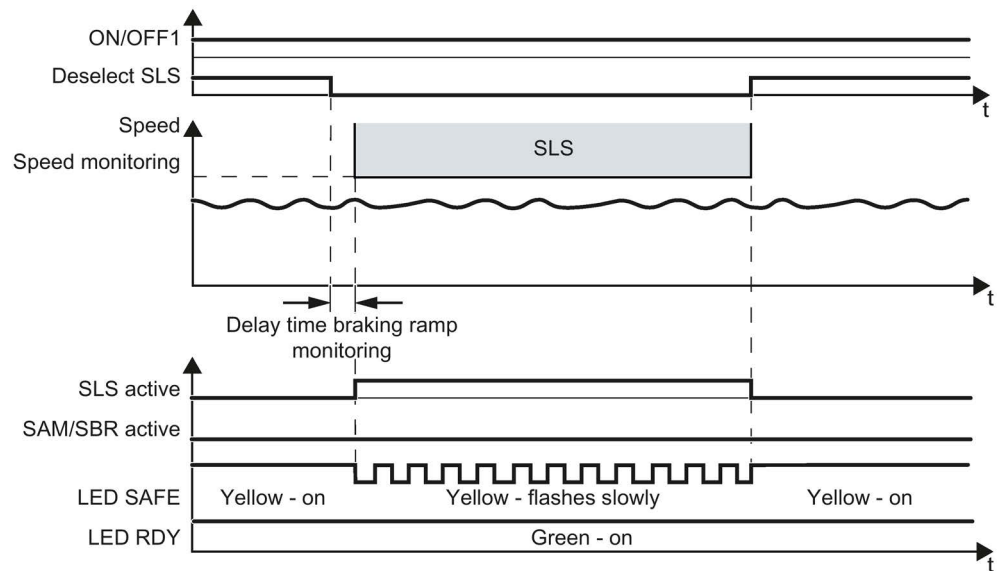 ON/OFF1
Deselect SLS
t
Speed
Speed monitoring
SLS
t
Delay time braking ramp
monitoring
SLS active
SAM/SBR active
LED SAFE
Yellow - on
Yellow - flashes slowly
Yellow - on
LED RDY
Green - on
t